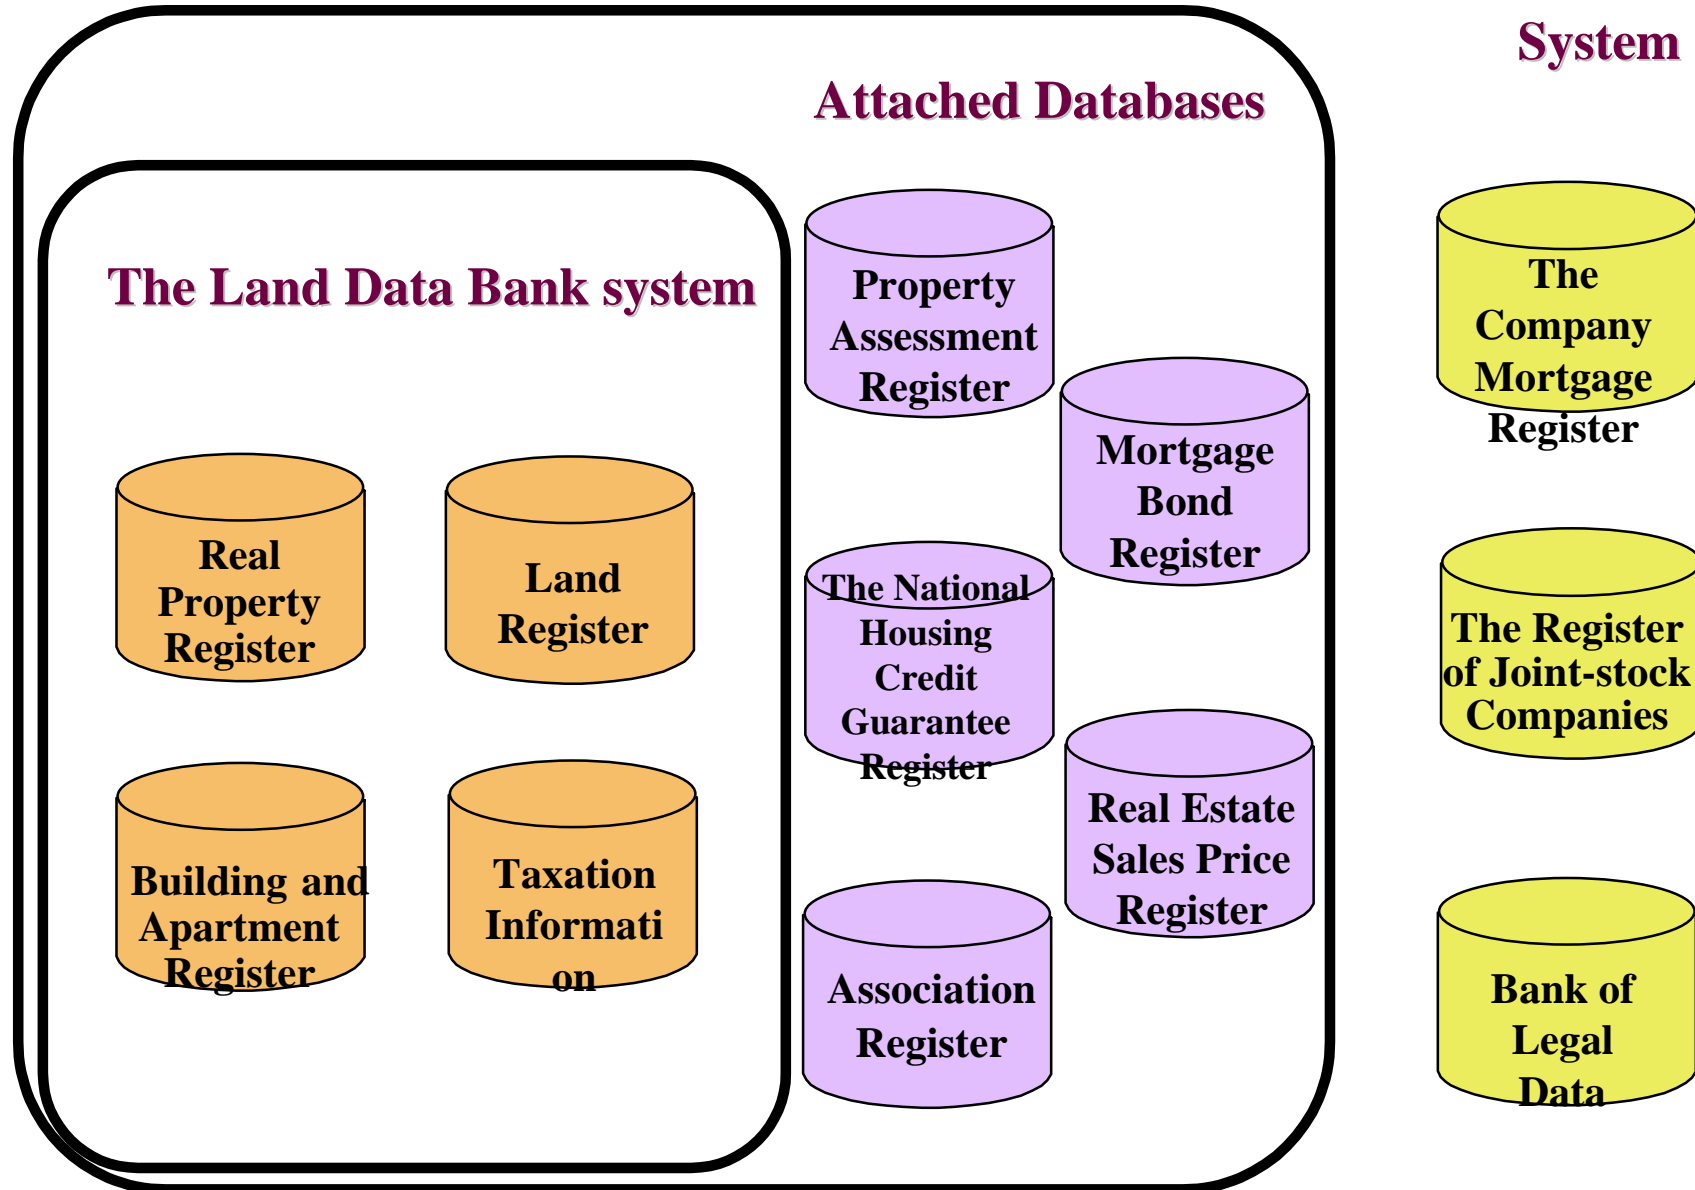 System
Attached Databases
The Land Data Bank system
Real
Property
Register
Land
Register
Building and
Apartment
Register
Taxation
Informati
on
Property
Assessment
Register
Mortgage
Bond
Register
The National
Housing
Credit
Guarantee
Register
Real Estate
Sales Price
Register
Association
Register
The
Company
Mortgage
Register
The Register
of Joint-stock
Companies
Bank of
Legal
Data